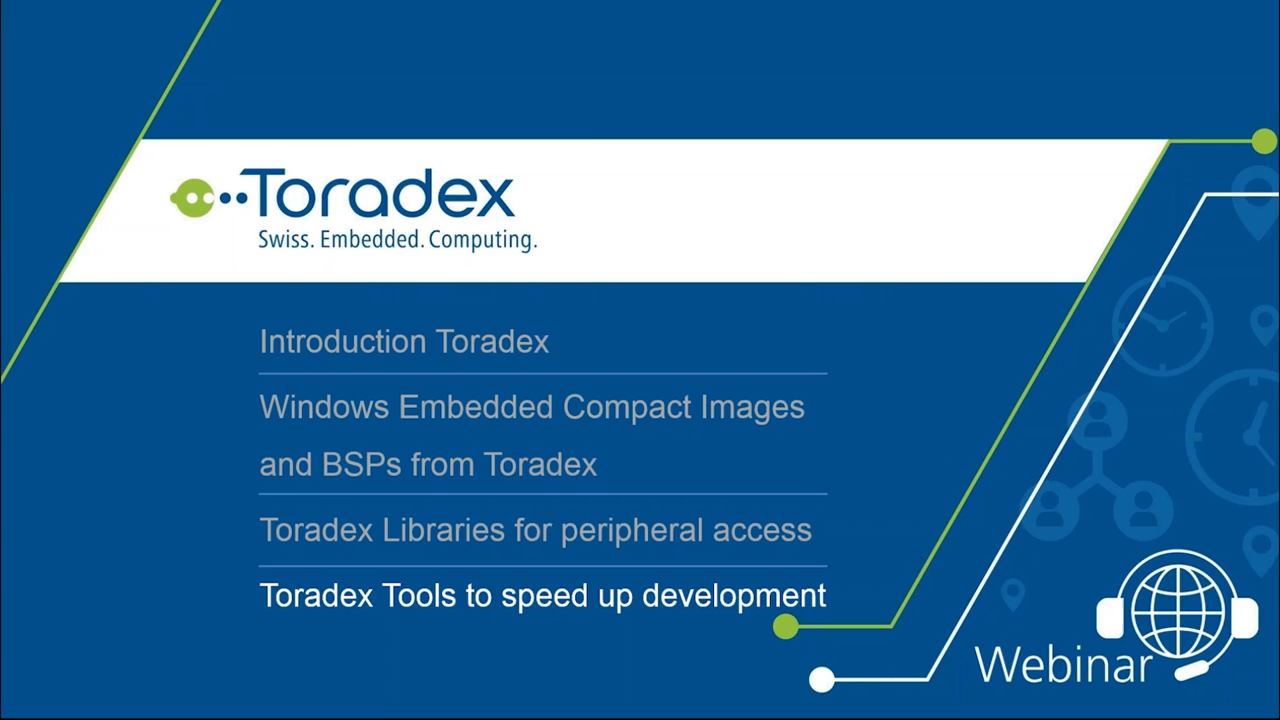 Toradex
Swiss. Embedded. Computing.
Introduction Toradex
Windows Embedded Compact Images
and BSPs from Toradex
Toradex Libraries for peripheral access
Toradex Tools to speed up development
Webinar